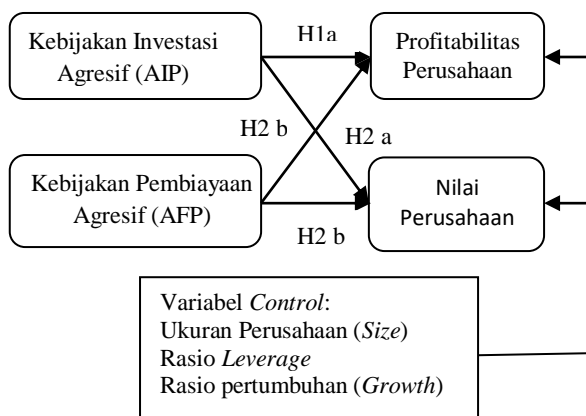 Kebijakan Investasi
Agresif (AIP)
H1a
Profitabilitas
Perusahaan
H2 b
H2 a
Kebijakan Pembiayaan
Agresif (AFP)
Nilai
Perusahaan
H2 b
Variabel Control:
Ukuran Perusahaan (Size)
Rasio Leverage
Rasio pertumbuhan (Growth)